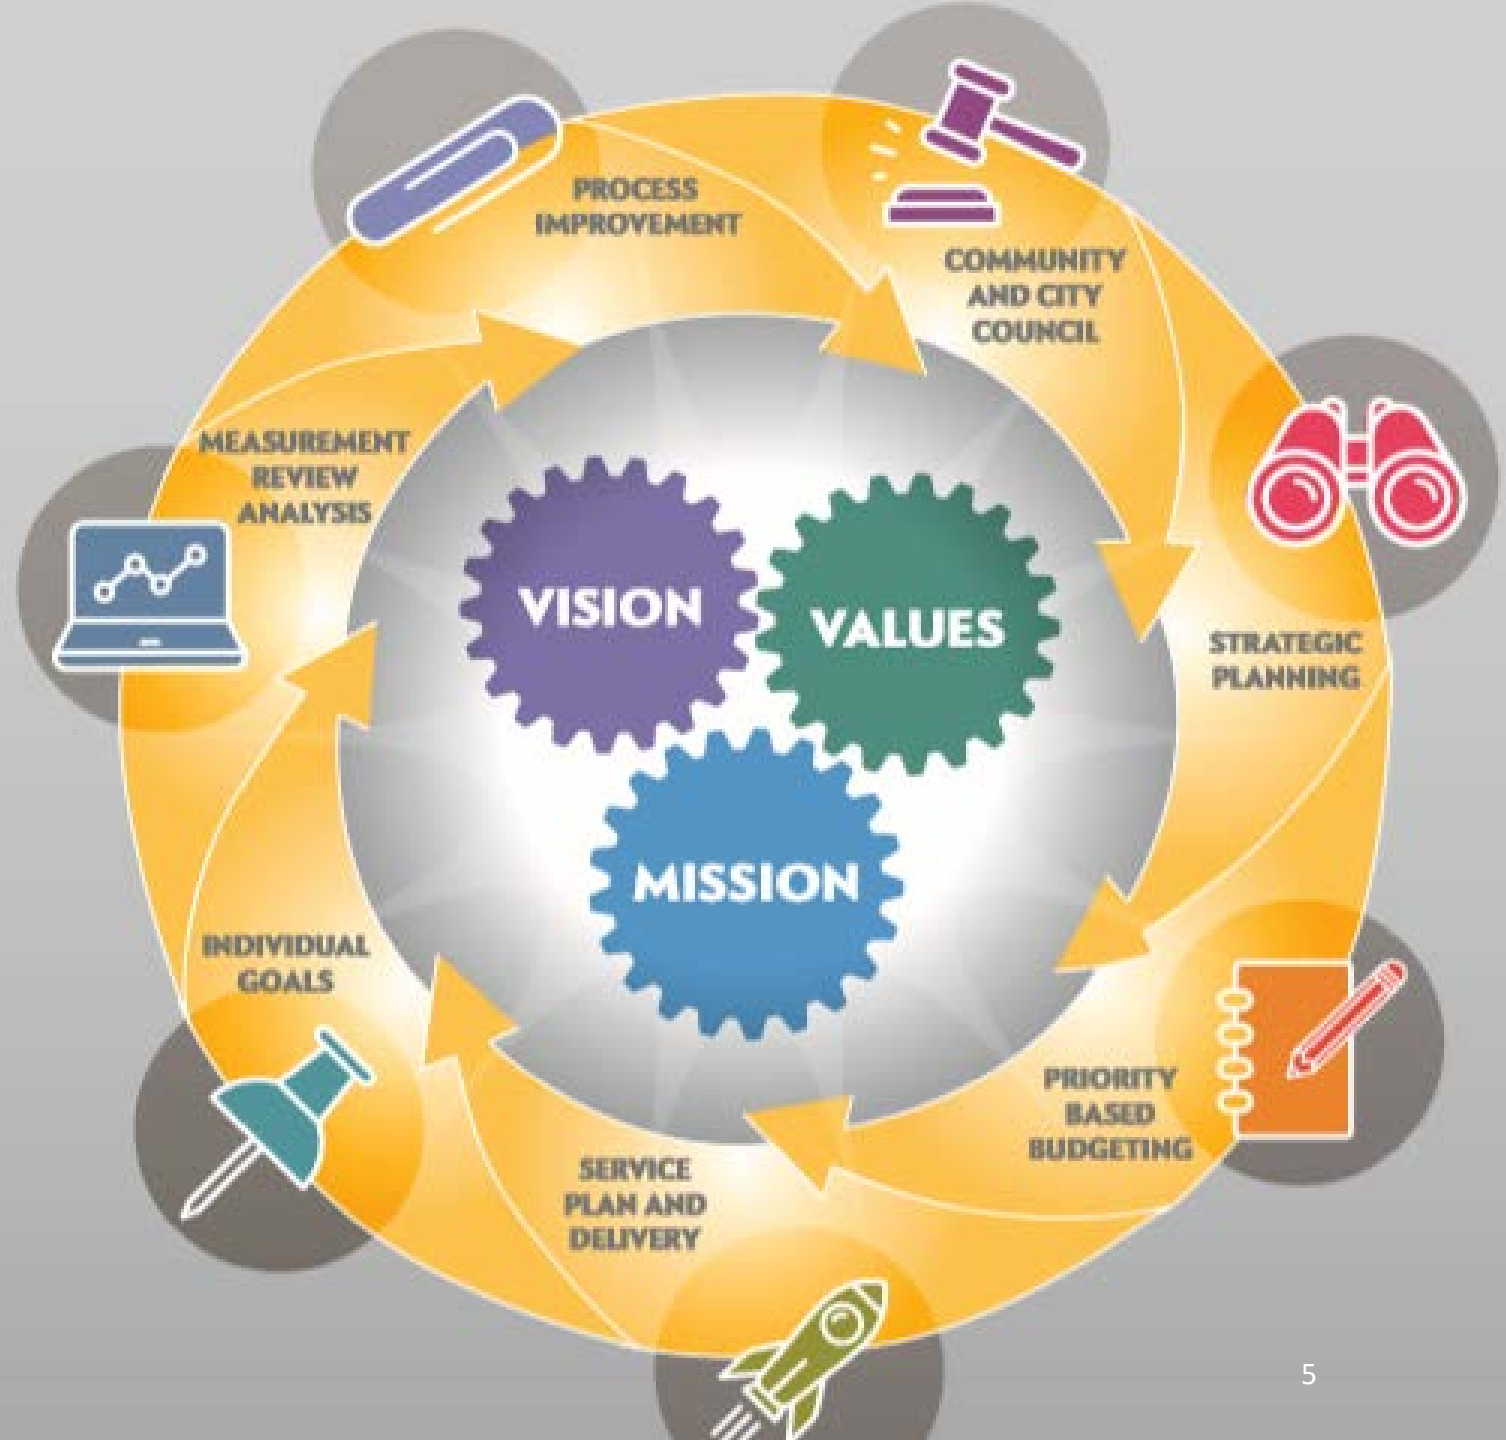 PROCESS
IMPROVEMENT
COMMUNITY
AND CITY
COUNCIL
STRATEGIC
PLANNING
PRIORITY
BASED
BUDGETING
SERVICE
PLAN AND
DELIVERY
INDIVIDUAL
GOALS
MEASUREMENT
REVIEW
ANALYSIS
VISION
VALUES
MISSION
5